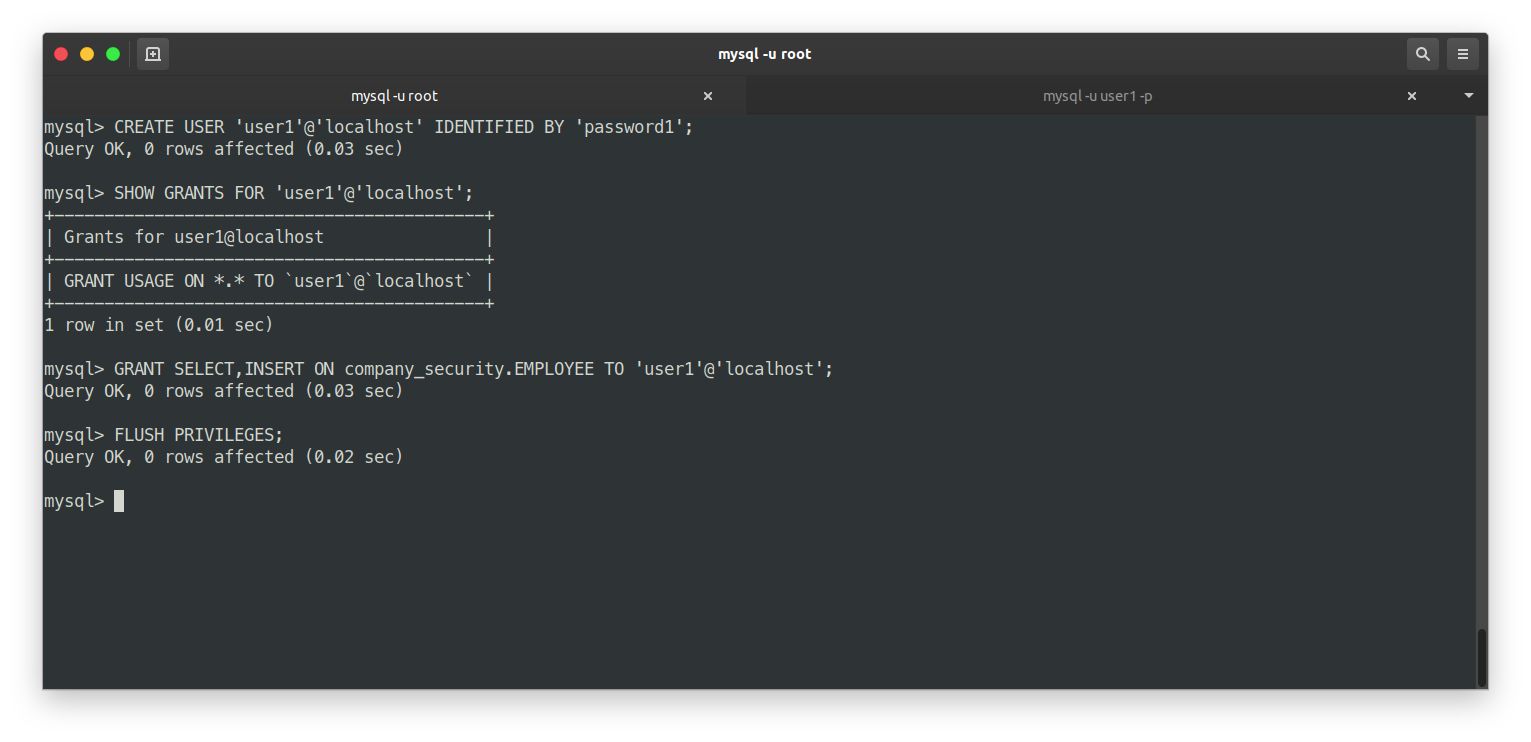 mysql -u root
mysql -u root
mysql -u user1 -p
mysql> CREATE USER 'user1'@'localhost' IDENTIFIED BY 'password1';
Query OK, 0 rows affected (0.03 sec)
mysql> SHOW GRANTS FOR 'user1'@'localhost';
+-------------------------------------------+
| Grants for user1@localhost                |
+-------------------------------------------+
| GRANT USAGE ON *.* TO `user1`@`localhost` |
+-------------------------------------------+
1 row in set (0.01 sec)
mysql> GRANT SELECT,INSERT ON company_security.EMPLOYEE TO 'user1'@'localhost';
Query OK, 0 rows affected (0.03 sec)
mysql> FLUSH PRIVILEGES;
Query OK, 0 rows affected (0.02 sec)
mysql>